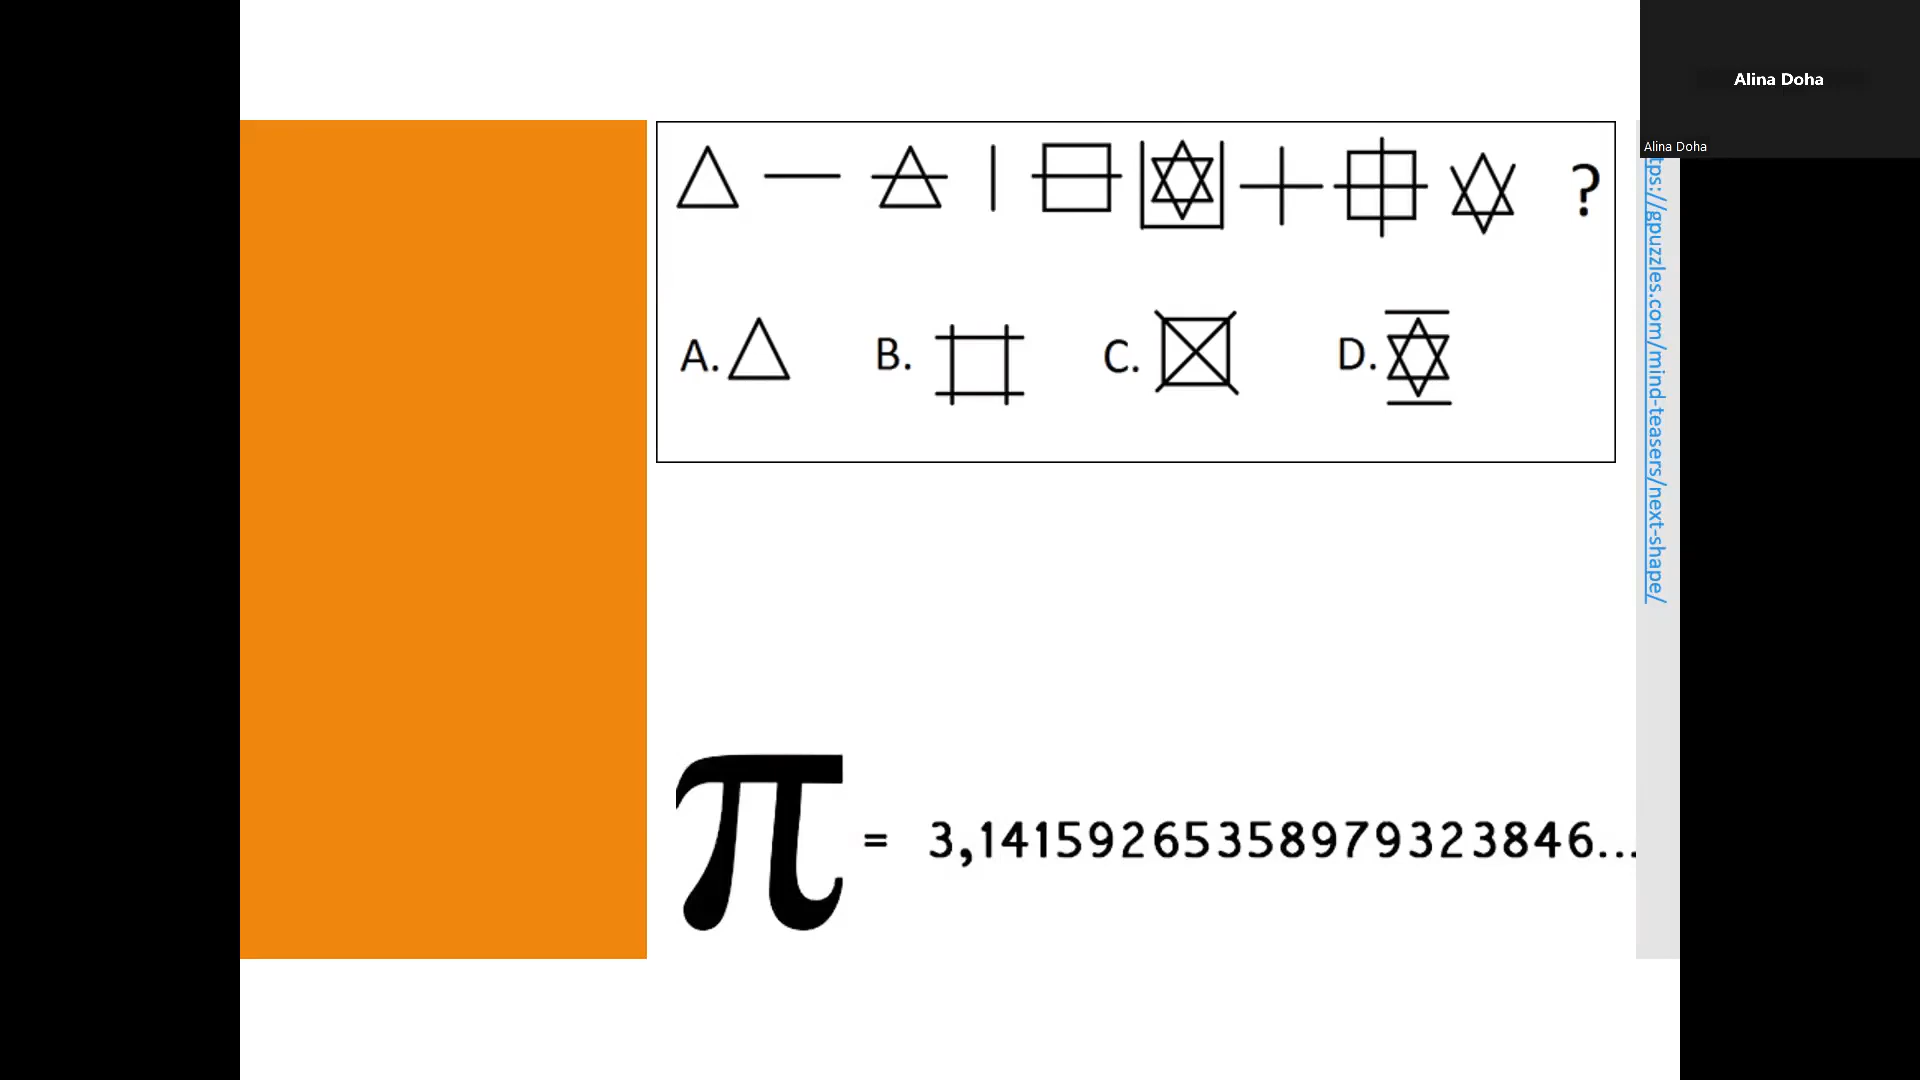 Alina Doha
Alina Doha
?
A.
B.
C.
D.
tps://gpuzzles.com/mind-teasers/next-shape/
π = 3,14159265358979323846...